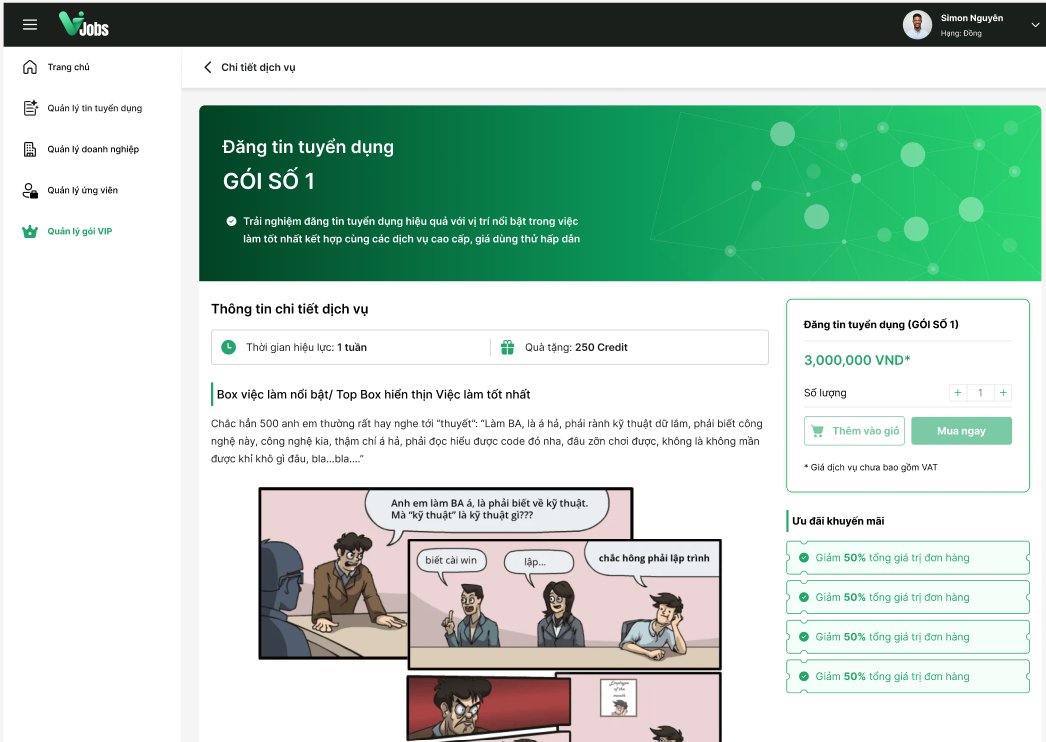 VJobs
Simon Nguyên
Hạng: Đồng
Trang chủ
Quản lý tin tuyển dụng
Quản lý doanh nghiệp
Quản lý ứng viên
Quản lý gói VIP
Chi tiết dịch vụ
Đăng tin tuyển dụng
GÓI SỐ 1
Trải nghiệm đăng tin tuyển dụng hiệu quả với vị trí nổi bật trong việc
làm tốt nhất kết hợp cùng các dịch vụ cao cấp, giá dùng thử hấp dẫn
Thông tin chi tiết dịch vụ
Thời gian hiệu lực: 1 tuần
Quà tặng: 250 Credit
Box việc làm nổi bật/ Top Box hiển thịn Việc làm tốt nhất
Chắc hẳn 500 anh em thường rất hay nghe tới “thuyết”: “Làm BA, là á hả, phải rành kỹ thuật dữ lắm, phải biết công
nghệ này, công nghệ kia, thậm chí á hả, phải đọc hiểu được code đó nha, đâu zỡn chơi được, không là không mần
được khỉ khô gì đâu, bla...bla....”
Anh em làm BA á, là phải biết về kỹ thuật.
Mà “kỹ thuật” là kỹ thuật gì???
biết cài win
lập...
chắc hông phải lập trình
Employee
of the
month
Đăng tin tuyển dụng (GÓI SỐ 1)
3,000,000 VND*
Số lượng
+ 1 +
Thêm vào giỏ
Mua ngay
* Giá dịch vụ chưa bao gồm VAT
Ưu đãi khuyến mãi
Giảm 50% tổng giá trị đơn hàng
Giảm 50% tổng giá trị đơn hàng
Giảm 50% tổng giá trị đơn hàng
Giảm 50% tổng giá trị đơn hàng